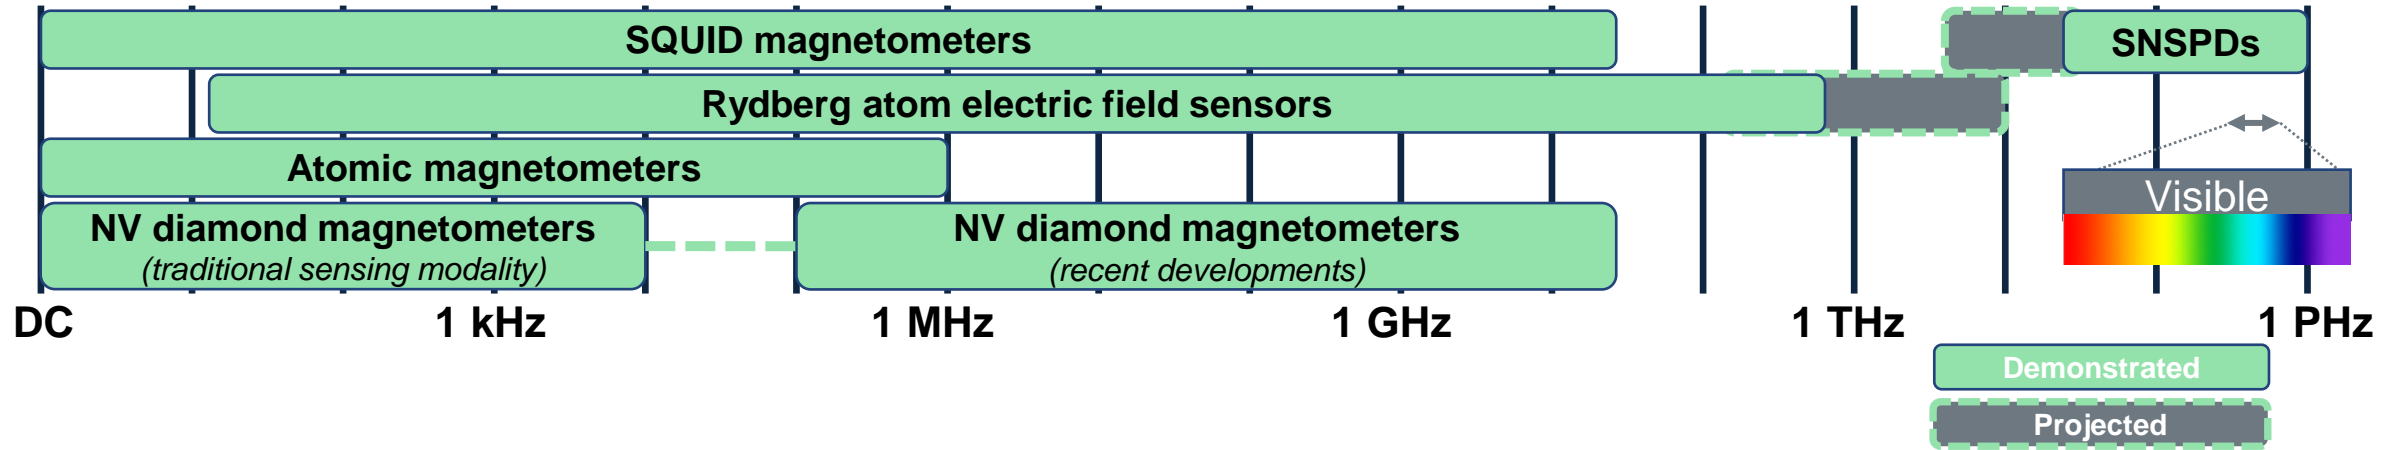 SQUID magnetometers
SNSPDs
Rydberg atom electric field sensors
Atomic magnetometers
Visible
NV diamond magnetometers
(traditional sensing modality)
NV diamond magnetometers
(recent developments)
DC
1 kHz
1 MHz
1 GHz
1 THz
1 PHz
Demonstrated
Projected